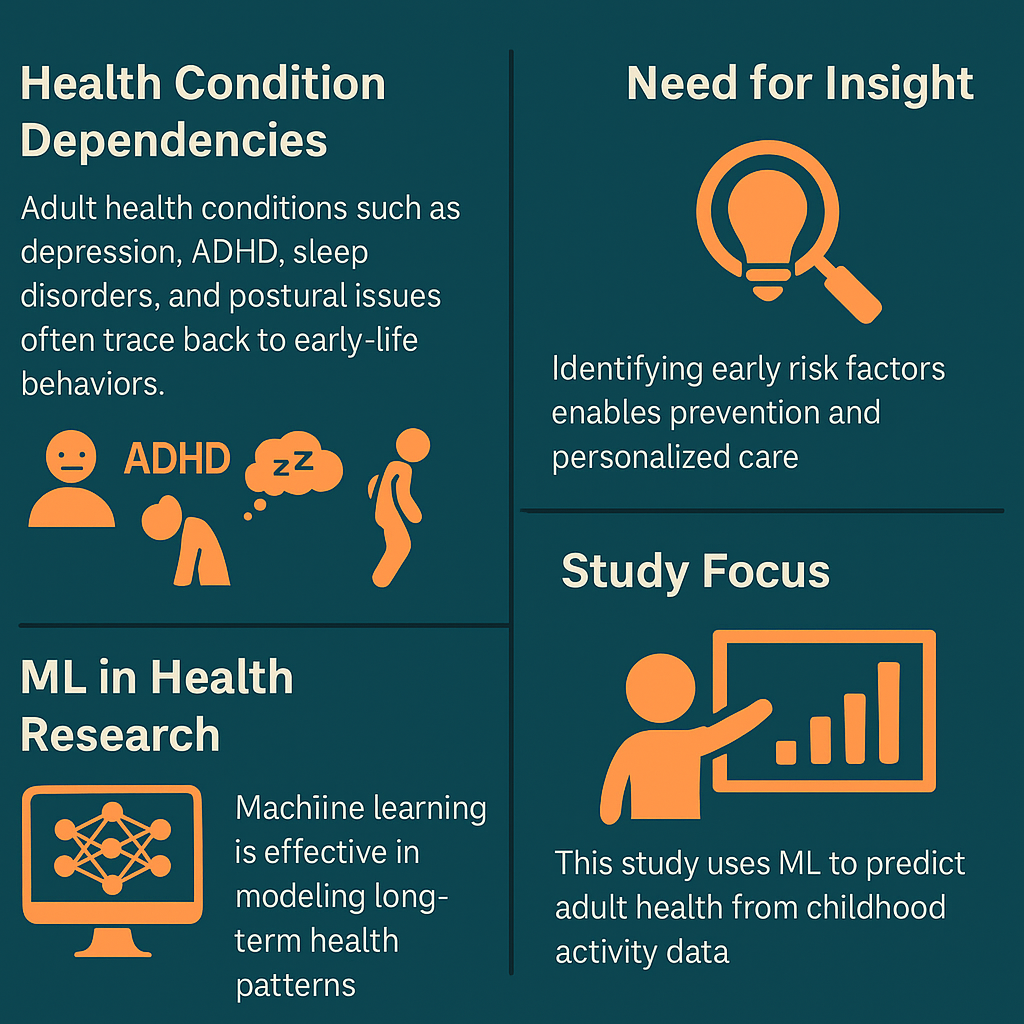 Health Condition
Dependencies
Adult health conditions such as
depression, ADHD, sleep
disorders, and postural issues
often trace back to early-life
behaviors.
ADHD
zZ
Need for Insight
Identifying early risk factors
enables prevention and
personalized care
ML in Health
Research
Machiine learning
is effective in
modeling long-
term health
patterns
Study Focus
This study uses ML to predict
adult health from childhood
activity data